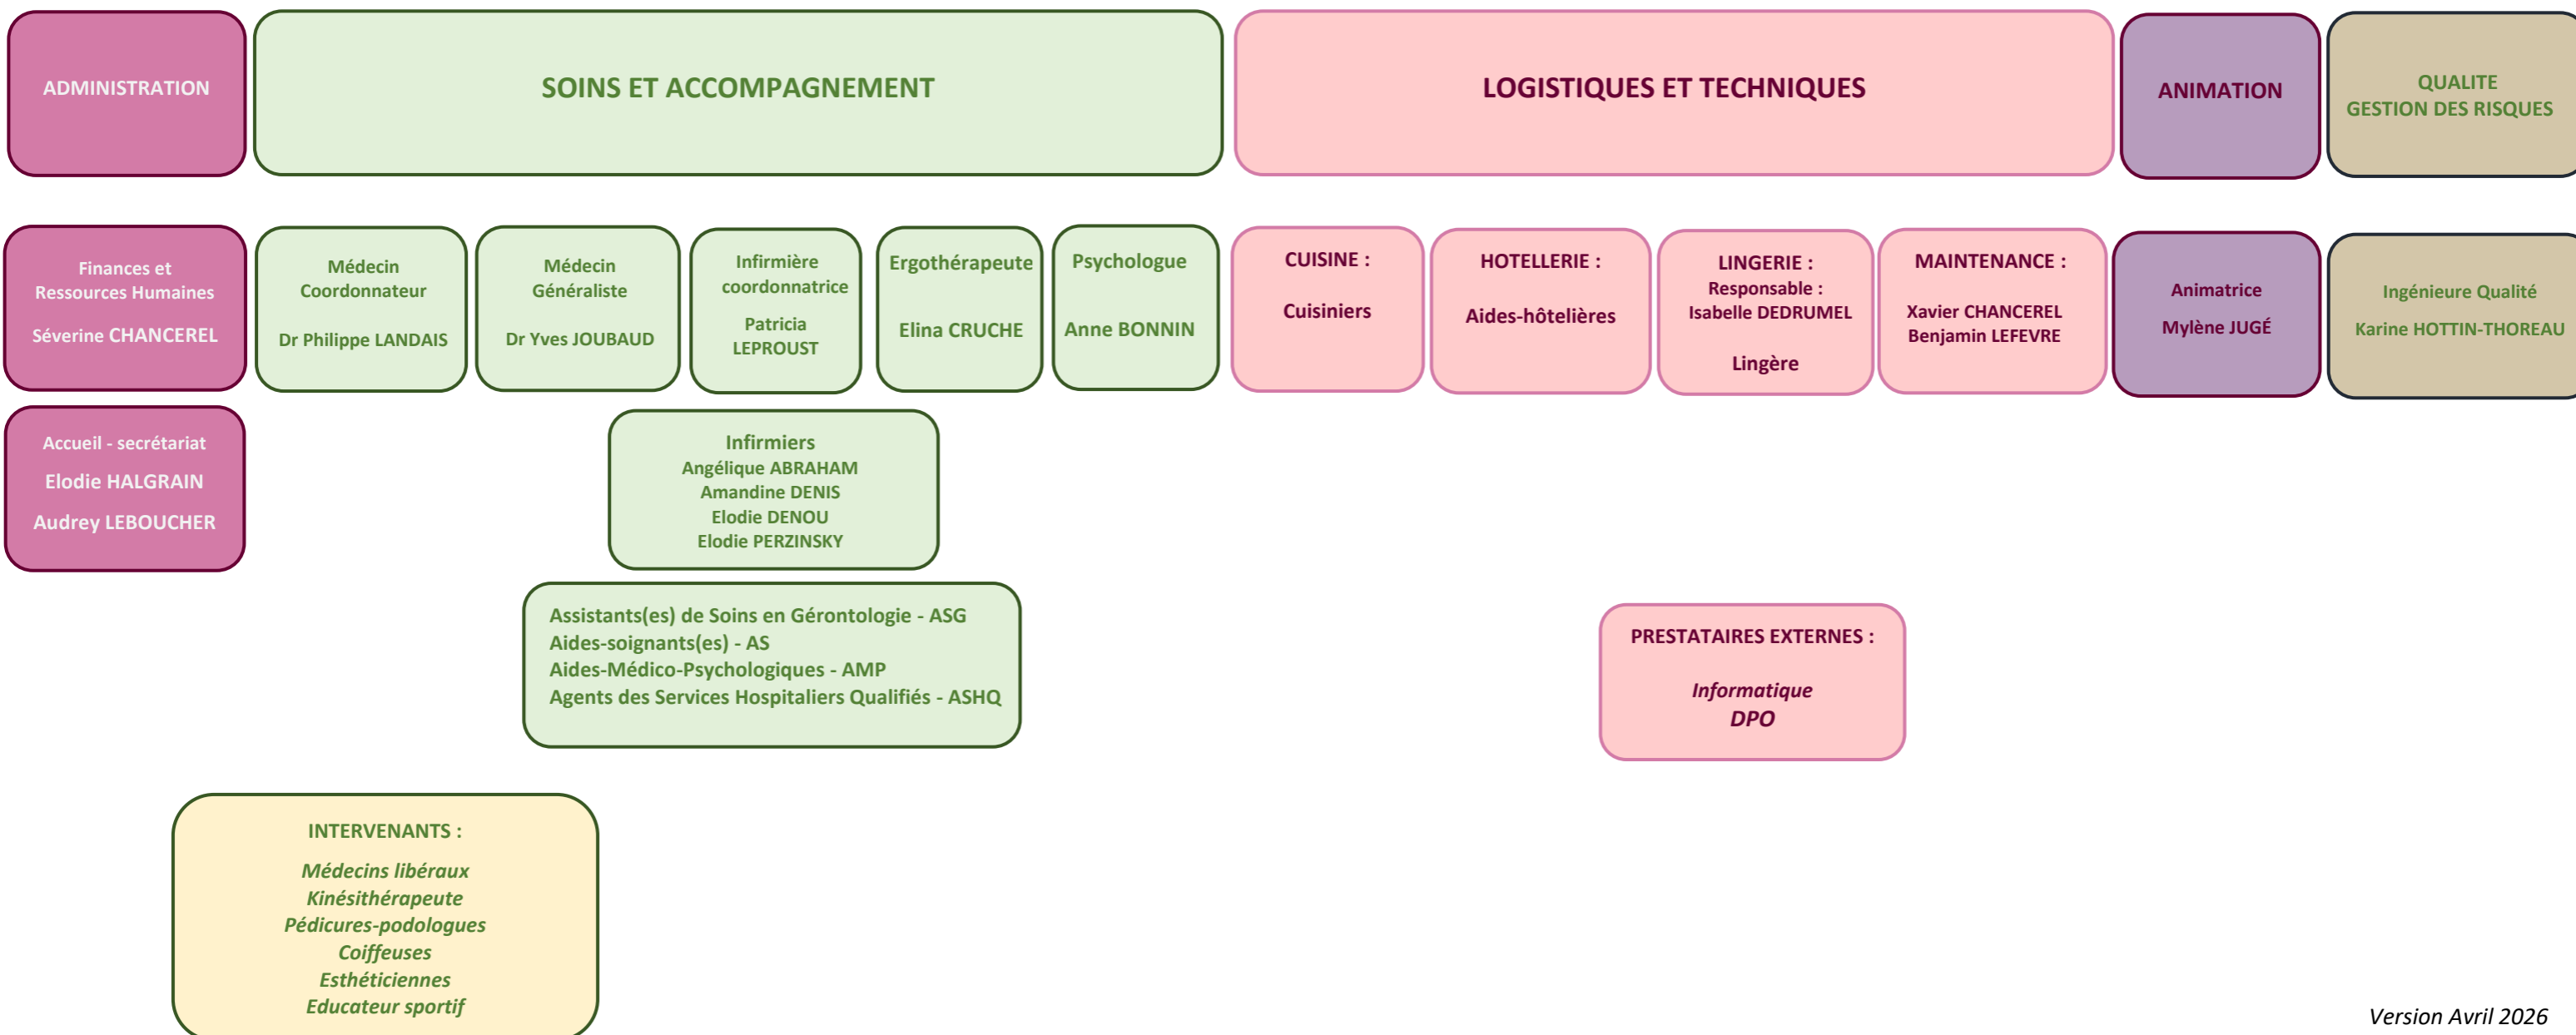 ADMINISTRATION
SOINS ET ACCOMPAGNEMENT
LOGISTIQUES ET TECHNIQUES
ANIMATION
QUALITE
GESTION DES RISQUES
Finances et
Ressources Humaines
Séverine CHANCEREL
Médecin
Coordonnateur
Dr Philippe LANDAIS
Médecin
Généraliste
Dr Yves JOUBAUD
Infirmière
coordonnatrice
Patricia
LEPROUST
Ergothérapeute
Elina CRUCHE
Psychologue
Anne BONNIN
CUISINE :
Cuisiniers
HOTELLERIE :
Aides-hôtelières
LINGERIE :
Responsable :
Isabelle DEDRUMEL
Lingère
MAINTENANCE :
Xavier CHANCEREL
Benjamin LEFEVRE
Animatrice
Mylène JUGÉ
Ingénieure Qualité
Karine HOTTIN-THOREAU
Accueil - secrétariat
Elodie HALGRAIN
Audrey LEBOUCHER
Infirmiers
Angélique ABRAHAM
Amandine DENIS
Elodie DENOU
Elodie PERZINSKY
Assistants(es) de Soins en Gérontologie - ASG
Aides-soignants(es) - AS
Aides-Médico-Psychologiques - AMP
Agents des Services Hospitaliers Qualifiés - ASHQ
PRESTATAIRES EXTERNES :
Informatique
DPO
INTERVENANTS :
Médecins libéraux
Kinésithérapeute
Pédicures-podologues
Coiffeuses
Esthéticiennes
Educateur sportif
Version Avril 2026